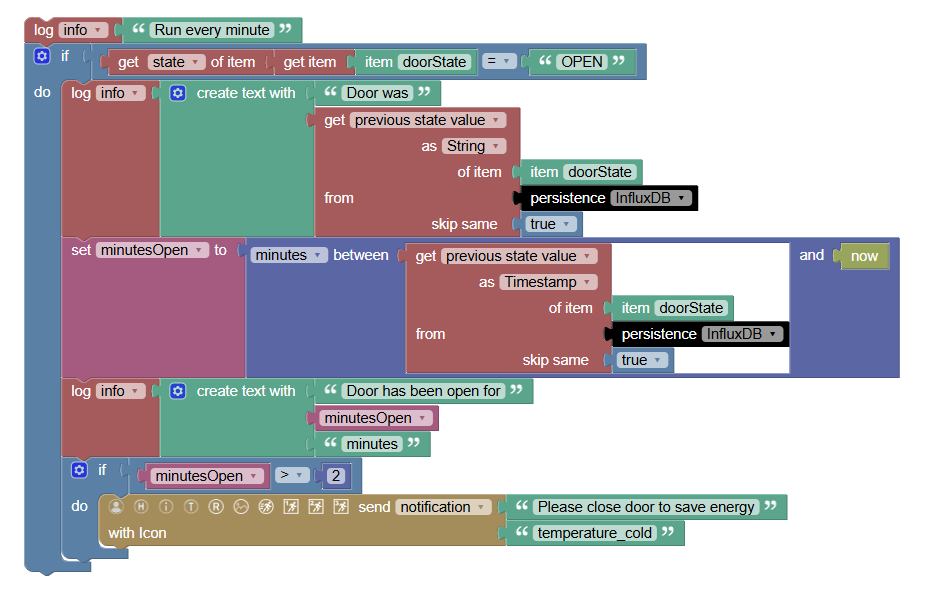 log info “ Run every minute ”
if get state of item get item item doorState = “ OPEN ”
do log info create text with “ Door was ”
get previous state value
as String
of item item doorState
from persistence InfluxDB
skip same true
set minutesOpen to minutes between get previous state value and now
as Timestamp
of item item doorState
from persistence InfluxDB
skip same true
log info create text with “ Door has been open for ”
minutesOpen
“ minutes ”
if minutesOpen > 2
do H i T R send notification “ Please close door to save energy ”
with Icon “ temperature_cold ”